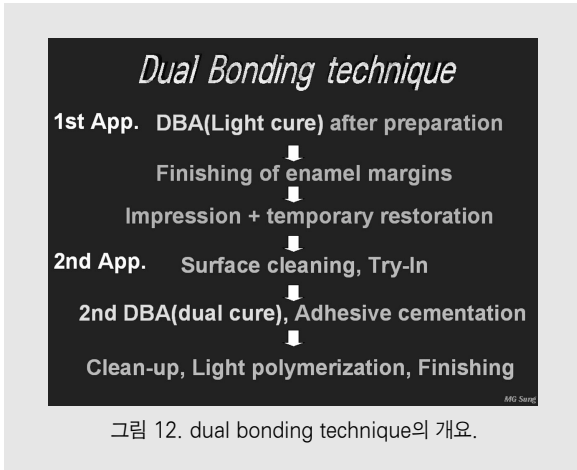 Dual Bonding technique
1st App. DBA(Light cure) after preparation
Finishing of enamel margins
Impression + temporary restoration
2nd App. Surface cleaning, Try-In
2nd DBA(dual cure), Adhesive cementation
Clean-up, Light polymerization, Finishing
MG Sung
그림 12. dual bonding technique의 개요.